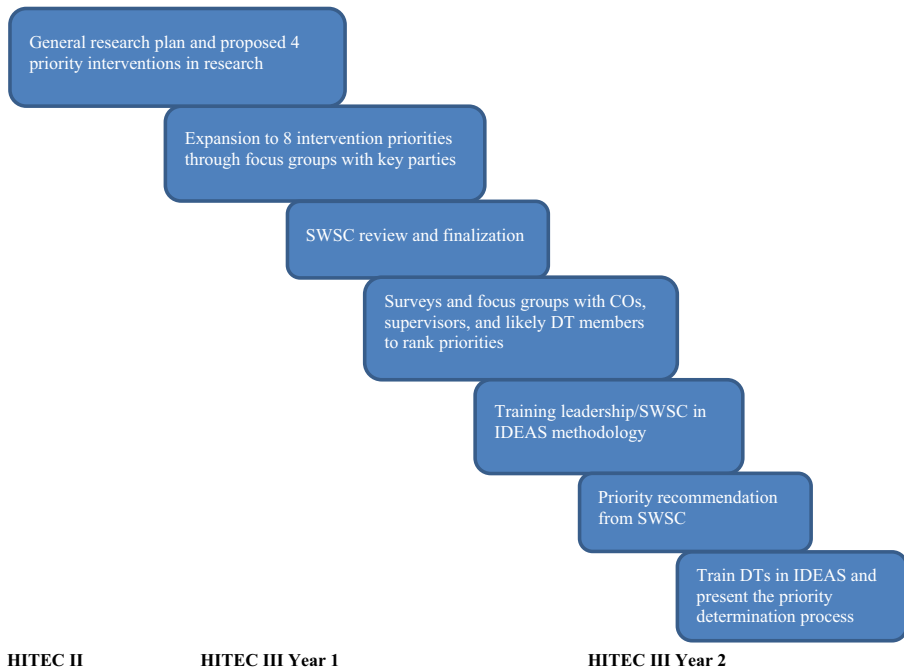 General research plan and proposed 4
priority interventions in research
Expansion to 8 intervention priorities
through focus groups with key parties
SWSC review and finalization
Surveys and focus groups with COs,
supervisors, and likely DT members
to rank priorities
Training leadership/SWSC in
IDEAS methodology
Priority recommendation
from SWSC
Train DTs in IDEAS and
present the priority
determination process
HITEC II HITEC III Year 1 HITEC III Year 2